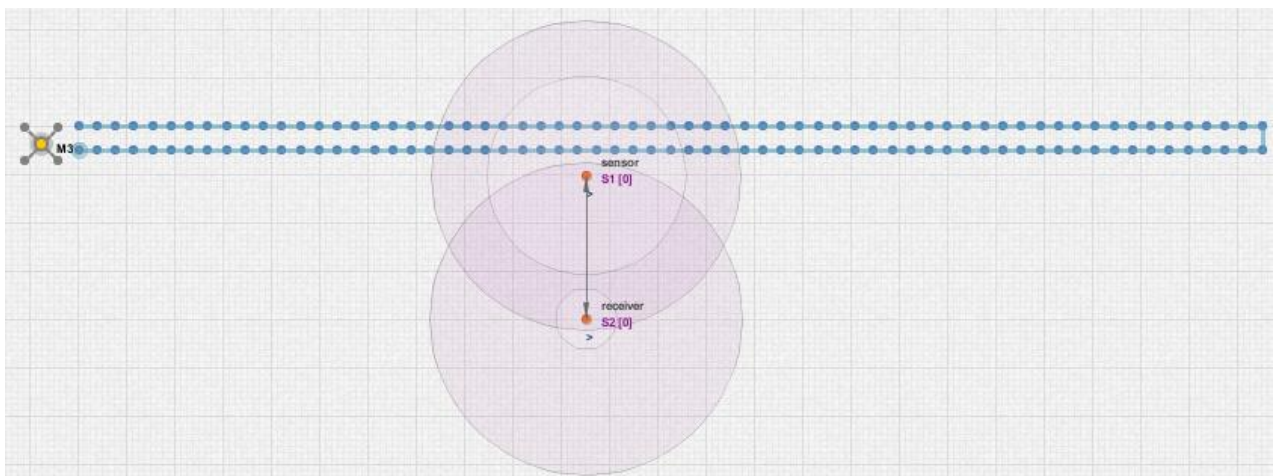 M3
sensor
S1 [0]
>
receiver
S2 [0]
>